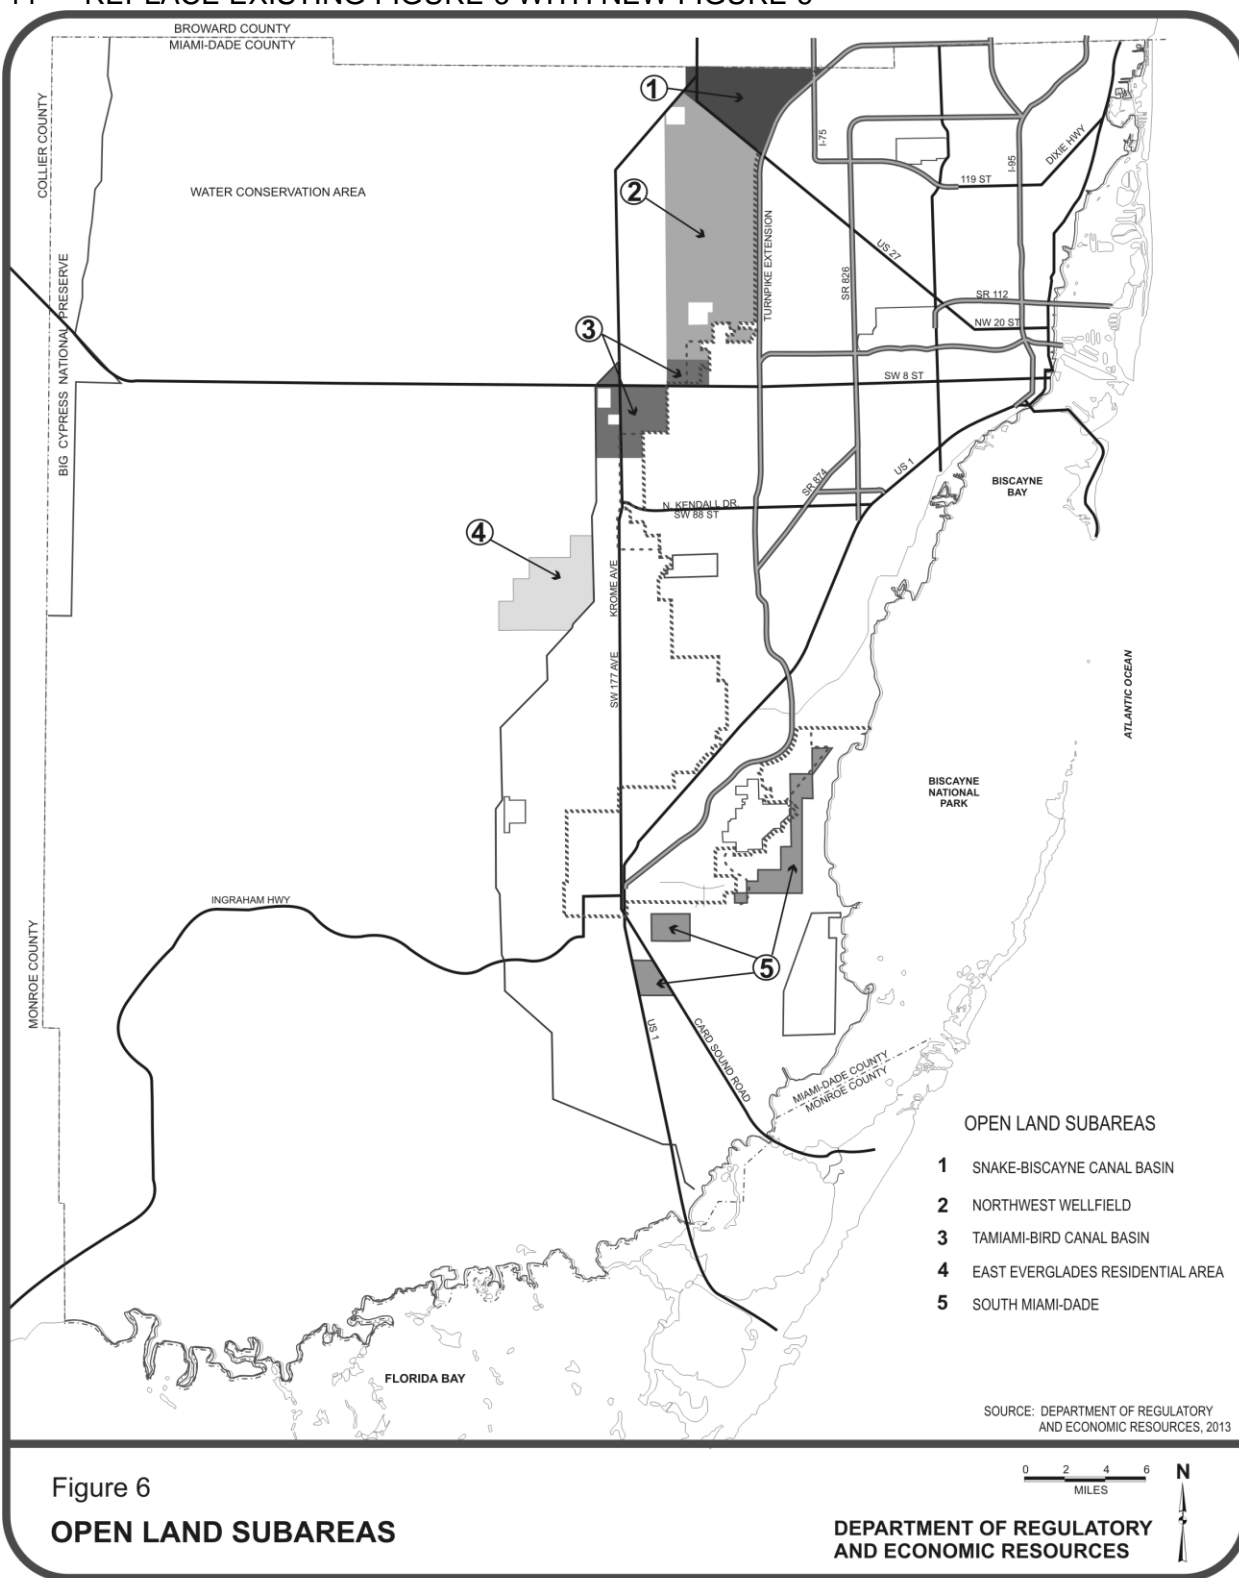 REPLACE EXISTING FIGURE 6 WITH NEW FIGURE 6
BROWARD COUNTY
MIAMI-DADE COUNTY
COLLIER COUNTY
WATER CONSERVATION AREA
BIG CYPRESS NATIONAL PRESERVE
1
2
3
4
5
I-75
I-95
DIXIE HWY
119 ST
TURNPIKE EXTENSION
US 27
SR 826
SR 112
NW 20 ST
SW 8 ST
US 1
SR 874
N. KENDALL DR.
SW 88 ST
BISCAYNE
BAY
KROME AVE
SW 177 AVE
ATLANTIC OCEAN
BISCAYNE
NATIONAL
PARK
INGRAHAM HWY
MONROE COUNTY
US 1
CARD SOUND ROAD
MIAMI-DADE COUNTY
MONROE COUNTY
FLORIDA BAY
OPEN LAND SUBAREAS
1 SNAKE-BISCAYNE CANAL BASIN
2 NORTHWEST WELLFIELD
3 TAMIAMI-BIRD CANAL BASIN
4 EAST EVERGLADES RESIDENTIAL AREA
5 SOUTH MIAMI-DADE
SOURCE: DEPARTMENT OF REGULATORY
AND ECONOMIC RESOURCES, 2013
Figure 6
OPEN LAND SUBAREAS
0 2 4 6
MILES
N
DEPARTMENT OF REGULATORY
AND ECONOMIC RESOURCES